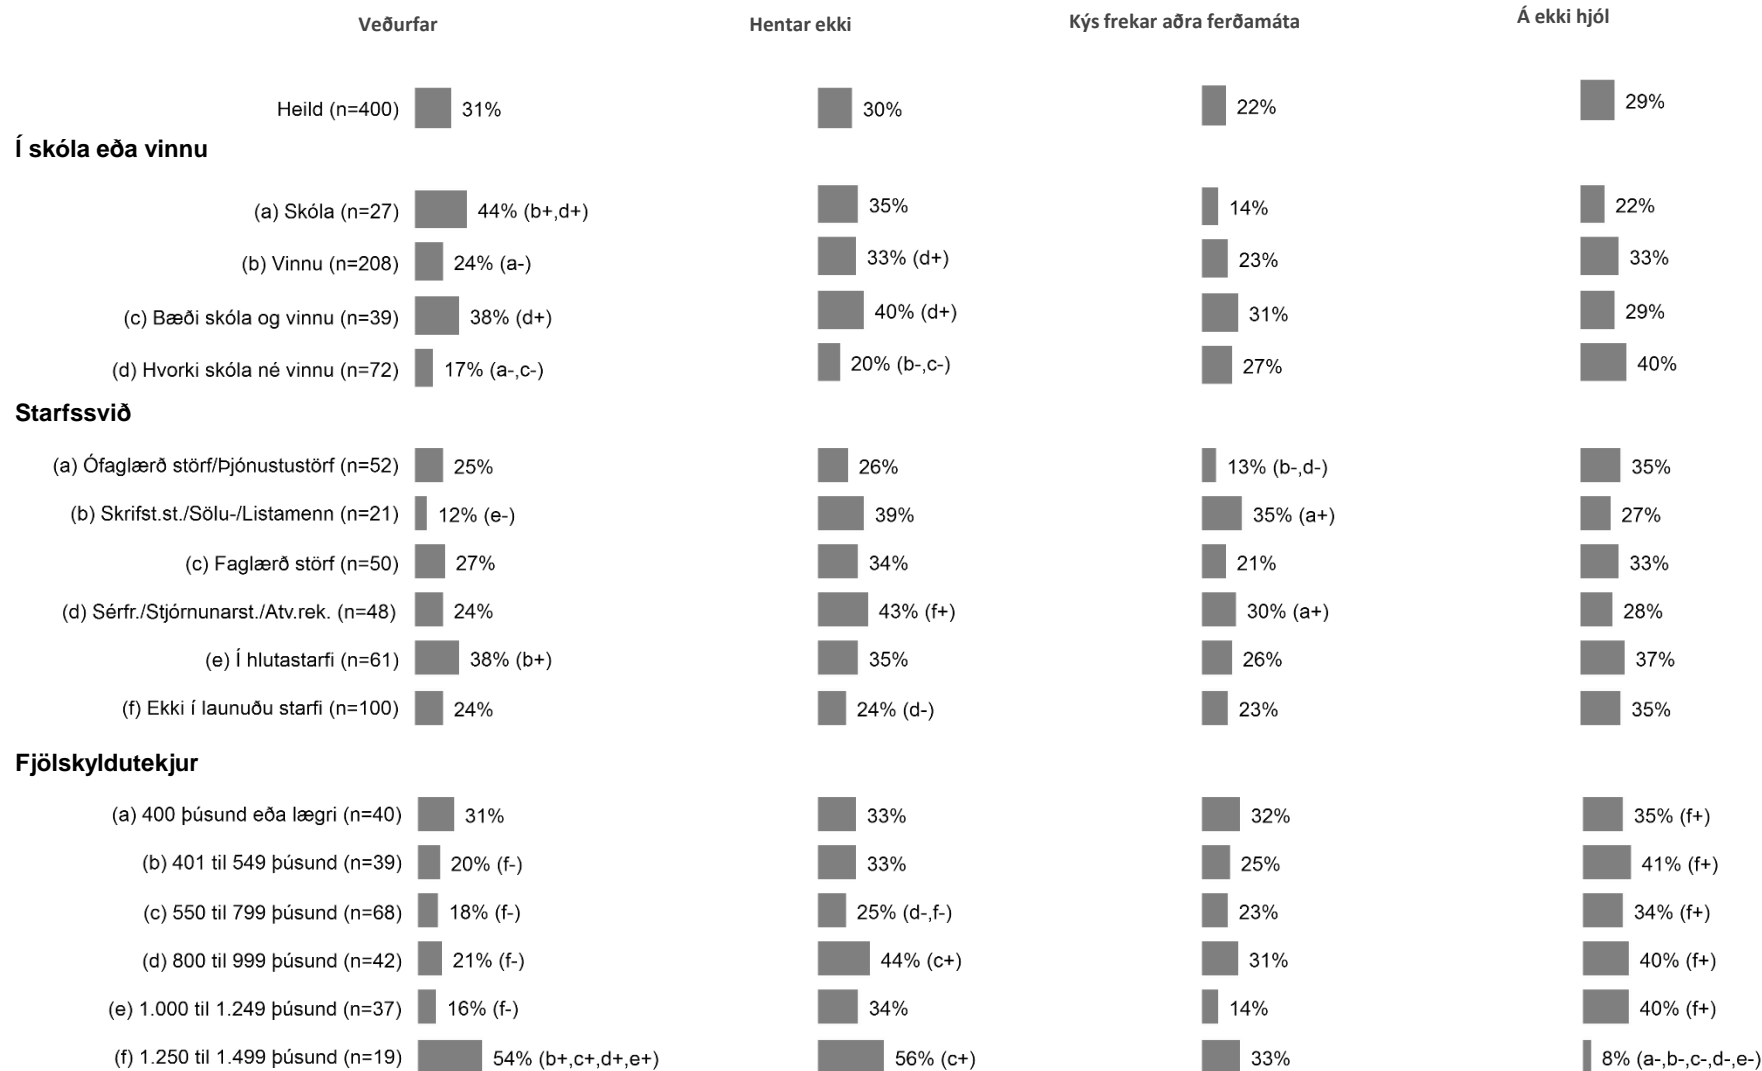 Veðurfar Hentar ekki Kýs frekar aðra ferðamáta Á ekki hjól
Heild (n=400) 31% 30% 22% 29%
Í skóla eða vinnu
(a) Skóla (n=27) 44% (b+,d+) 35% 14% 22%
(b) Vinnu (n=208) 24% (a-) 33% (d+) 23% 33%
(c) Bæði skóla og vinnu (n=39) 38% (d+) 40% (d+) 31% 29%
(d) Hvorki skóla né vinnu (n=72) 17% (a-,c-) 20% (b-,c-) 27% 40%
Starfssvið
(a) Ófaglærð störf/Þjónustustörf (n=52) 25% 26% 13% (b-,d-) 35%
(b) Skrifst.st./Sölu-/Listamenn (n=21) 12% (e-) 39% 35% (a+) 27%
(c) Faglærð störf (n=50) 27% 34% 21% 33%
(d) Sérfr./Stjórnunarst./Atv.rek. (n=48) 24% 43% (f+) 30% (a+) 28%
(e) Í hlutastarfi (n=61) 38% (b+) 35% 26% 37%
(f) Ekki í launuðu starfi (n=100) 24% 24% (d-) 23% 35%
Fjölskyldutekjur
(a) 400 þúsund eða lægri (n=40) 31% 33% 32% 35% (f+)
(b) 401 til 549 þúsund (n=39) 20% (f-) 33% 25% 41% (f+)
(c) 550 til 799 þúsund (n=68) 18% (f-) 25% (d-,f-) 23% 34% (f+)
(d) 800 til 999 þúsund (n=42) 21% (f-) 44% (c+) 31% 40% (f+)
(e) 1.000 til 1.249 þúsund (n=37) 16% (f-) 34% 14% 40% (f+)
(f) 1.250 til 1.499 þúsund (n=19) 54% (b+,c+,d+,e+) 56% (c+) 33% 8% (a-,b-,c-,d-,e-)